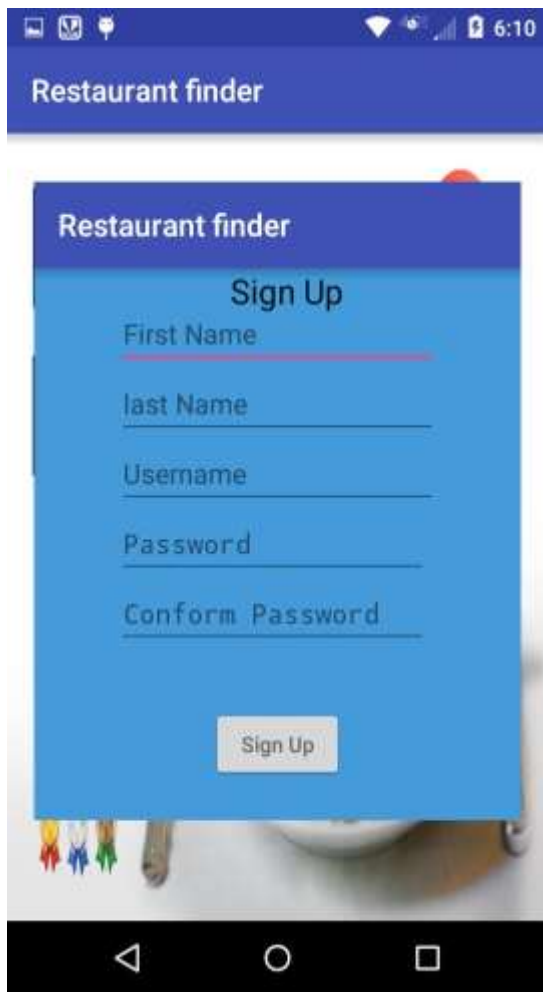 6:10
Restaurant finder
Restaurant finder
Sign Up
First Name
last Name
Username
Password
Conform Password
Sign Up